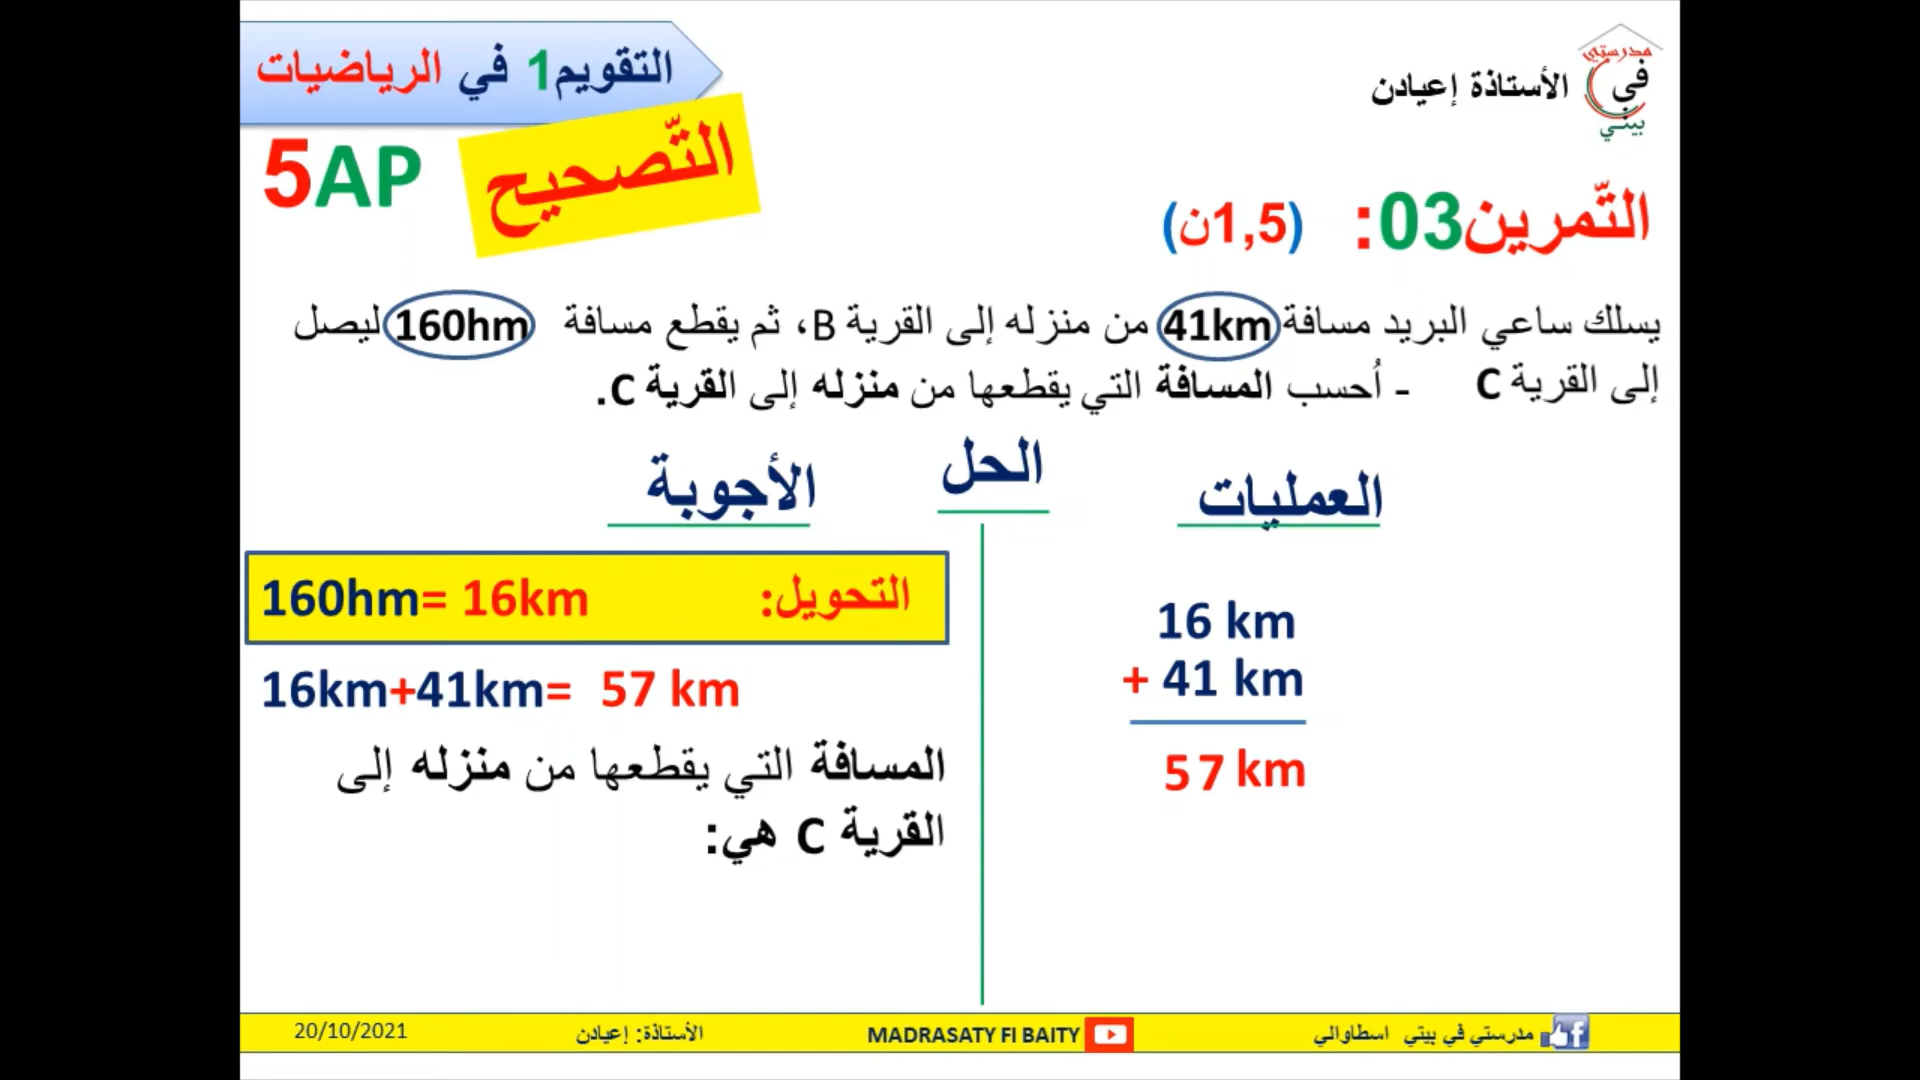 التقويم1 في الرياضيات
مدرستي
في
بيتي
الأستاذة إعيادن
5AP
التّصحيح
التّمرين03: (1,5ن)
يسلك ساعي البريد مسافة 41km من منزله إلى القرية B، ثم يقطع مسافة 160hm ليصل
إلى القرية C - أُحسب المسافة التي يقطعها من منزله إلى القرية C.
الحل
العمليات
الأجوبة
16 km
+ 41 km
57 km
التحويل: 160hm= 16km
16km+41km= 57 km
المسافة التي يقطعها من منزله إلى
القرية C هي:
مدرستي في بيتي اسطاوالي
MADRASATY FI BAITY
الأستاذة: إعيادن
20/10/2021